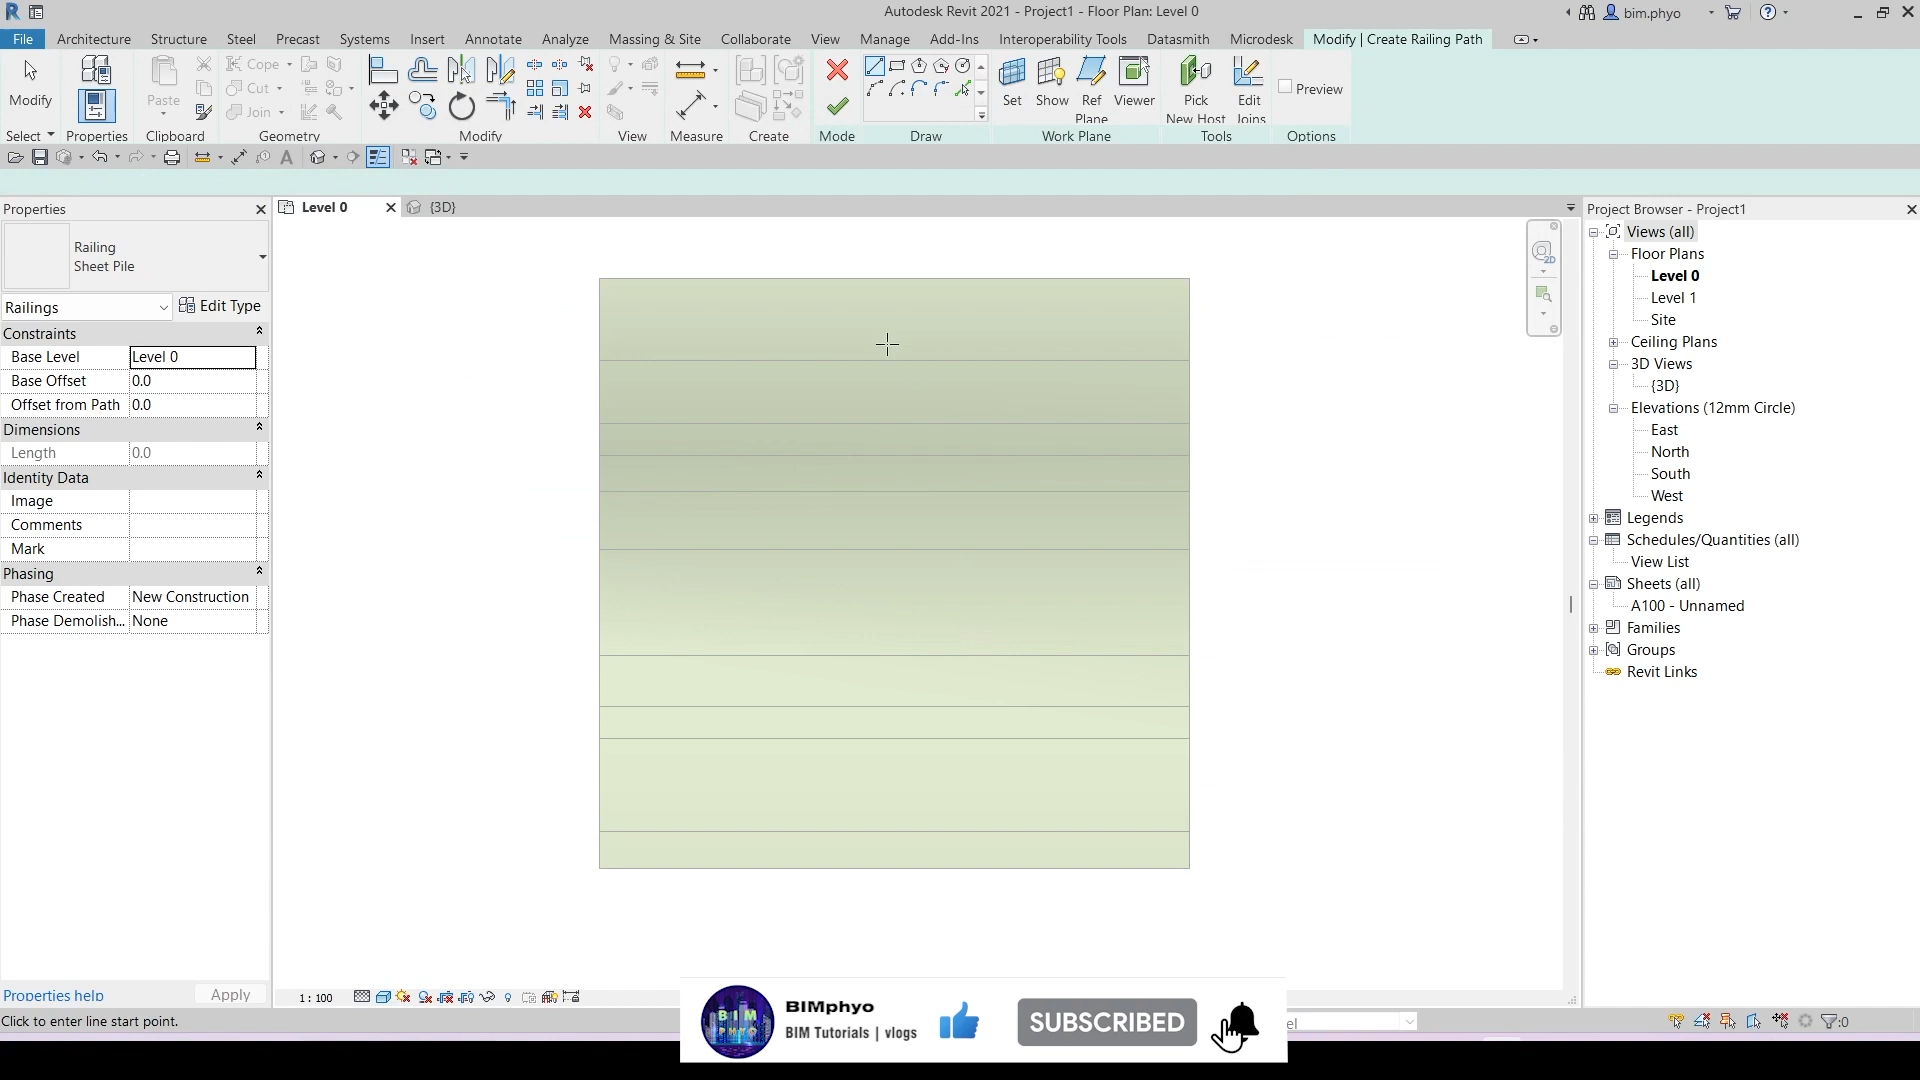 Autodesk Revit 2021 - Project1 - Floor Plan: Level 0
bim.phyo
File Architecture Structure Steel Precast Systems Insert Annotate Analyze Massing & Site Collaborate View Manage Add-Ins Interoperability Tools Datasmith Microdesk Modify | Create Railing Path
Modify
Paste
Cope
Cut
Join
Set Show Ref Plane Viewer
Pick New Host
Edit Joins
Preview
Select Properties Clipboard Geometry Modify View Measure Create Mode Draw Work Plane Tools Options
Properties
Railing
Sheet Pile
Railings
Edit Type
Constraints
Base Level Level 0
Base Offset 0.0
Offset from Path 0.0
Dimensions
Length 0.0
Identity Data
Image
Comments
Mark
Phasing
Phase Created New Construction
Phase Demolish... None
Properties help
Apply
Level 0
{3D}
2D
1 : 100
Project Browser - Project1
Views (all)
Floor Plans
Level 0
Level 1
Site
Ceiling Plans
3D Views
{3D}
Elevations (12mm Circle)
East
North
South
West
Legends
Schedules/Quantities (all)
View List
Sheets (all)
A100 - Unnamed
Families
Groups
Revit Links
Click to enter line start point.
BIM
PHYO
BIMphyo
BIM Tutorials | vlogs
SUBSCRIBED
:0